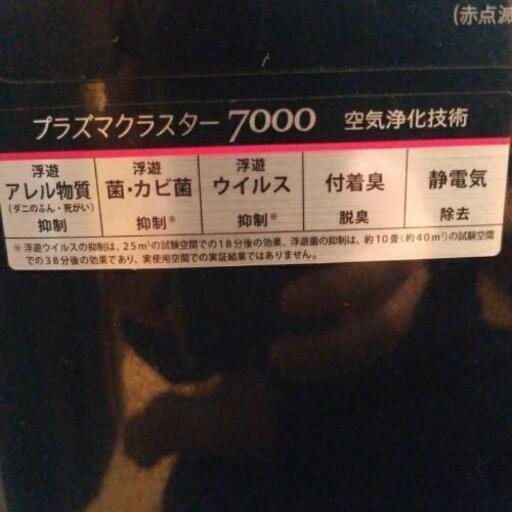 (赤点滅
プラズマクラスター 7000 空気浄化技術
浮遊 アレル物質 (ダニのふん・死がい) 抑制
浮遊 菌・カビ菌 抑制※
浮遊 ウイルス 抑制※
付着臭 脱臭
静電気 除去
※ 浮遊ウイルスの抑制は、25m³の試験空間での18分後の効果、浮遊菌の抑制は、約10畳(約40m³)の試験空間
での38分後の効果であり、実使用空間での実証結果ではありません。